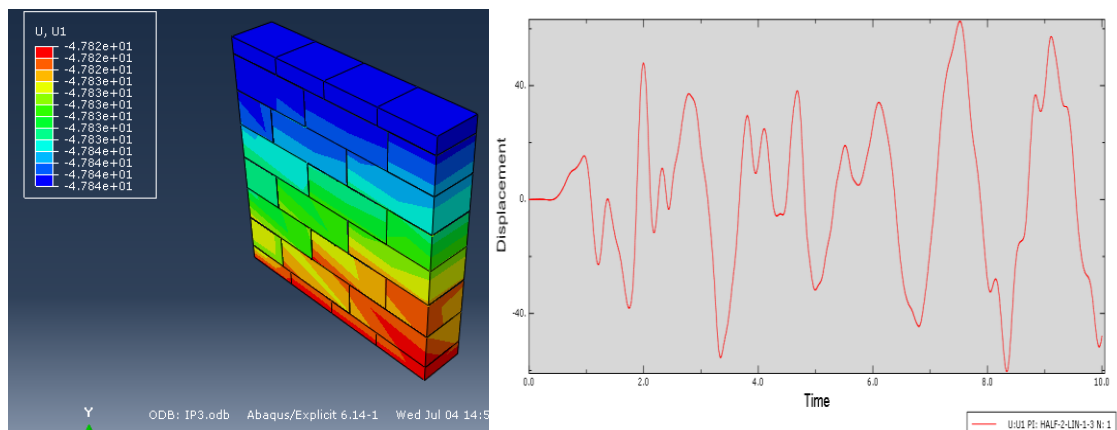 U, U1
-4.782e+01
-4.782e+01
-4.782e+01
-4.783e+01
-4.783e+01
-4.783e+01
-4.783e+01
-4.783e+01
-4.783e+01
-4.784e+01
-4.784e+01
-4.784e+01
Y
ODB: IP3.odb Abaqus/Explicit 6.14-1 Wed Jul 04 14:5
Displacement
40.
0.
-40.
0.0 2.0 4.0 6.0 8.0 10.0
Time
U:U1 PI: HALF-2-LIN-1-3 N: 1